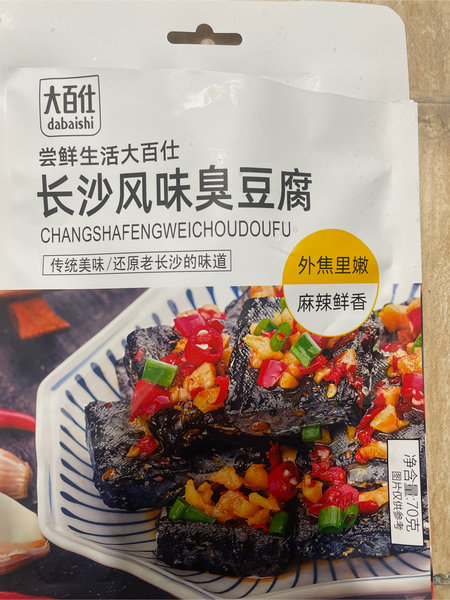 大百仕
dabaishi
尝鲜生活大百仕
长沙风味臭豆腐
CHANGSHAFENGWEICHOUDOUFU
传统美味/还原老长沙的味道
外焦里嫩
麻辣鲜香
净含量:70克
图片仅供参考